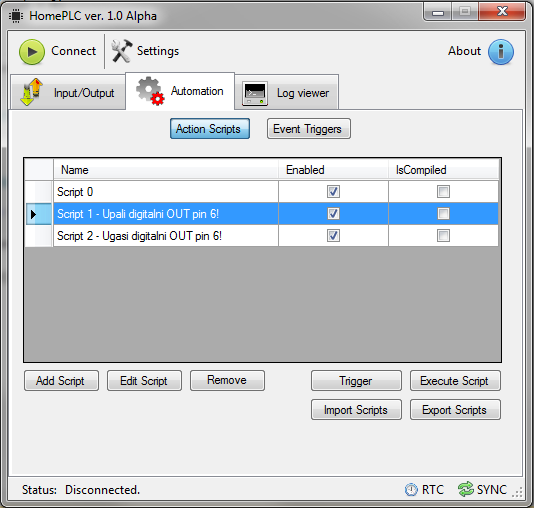 HomePLC ver. 1.0 Alpha
Connect Settings About
Input/Output Automation Log viewer
Action Scripts Event Triggers
Name Enabled IsCompiled
Script 0
Script 1 - Upali digitalni OUT pin 6!
Script 2 - Ugasi digitalni OUT pin 6!
Add Script Edit Script Remove Trigger Execute Script
Import Scripts Export Scripts
Status: Disconnected. RTC SYNC